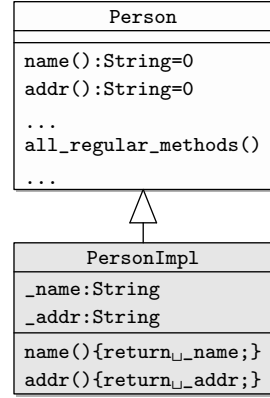 Person
name():String=0
addr():String=0
...
all_regular_methods()
...
PersonImpl
_name:String
_addr:String
name(){return␣_name;}
addr(){return␣_addr;}